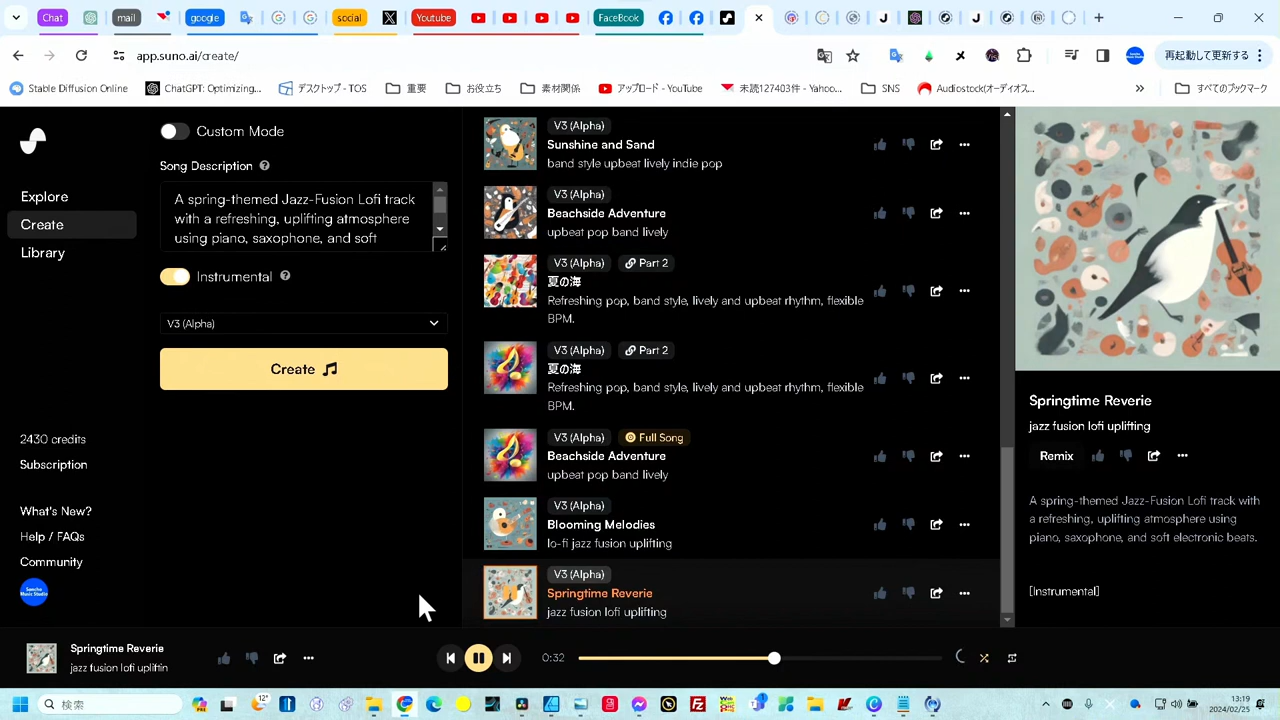 Chat
mail
google
social
Youtube
FaceBook
app.suno.ai/create/
再起動して更新する
Stable Diffusion Online
ChatGPT: Optimizing...
デスクトップ - TOS
重要
お役立ち
素材関係
アップロード - YouTube
未読127403件 - Yahoo...
SNS
Audiostock(オーディオス...
»
すべてのブックマーク
Explore
Create
Library
2430 credits
Subscription
What's New?
Help / FAQs
Community
Custom Mode
Song Description
A spring-themed Jazz-Fusion Lofi track
with a refreshing, uplifting atmosphere
using piano, saxophone, and soft
Instrumental
V3 (Alpha)
Create
V3 (Alpha)
Sunshine and Sand
band style upbeat lively indie pop
V3 (Alpha)
Beachside Adventure
upbeat pop band lively
V3 (Alpha) Part 2
夏の海
Refreshing pop, band style, lively and upbeat rhythm, flexible
BPM.
V3 (Alpha) Part 2
夏の海
Refreshing pop, band style, lively and upbeat rhythm, flexible
BPM.
V3 (Alpha) Full Song
Beachside Adventure
upbeat pop band lively
V3 (Alpha)
Blooming Melodies
lo-fi jazz fusion uplifting
V3 (Alpha)
Springtime Reverie
jazz fusion lofi uplifting
Springtime Reverie
jazz fusion lofi uplifting
Remix
A spring-themed Jazz-Fusion Lofi track with
a refreshing, uplifting atmosphere using
piano, saxophone, and soft electronic beats.
[Instrumental]
Springtime Reverie
jazz fusion lofi upliftin
0:32
検索
12°
13:19
2024/02/25